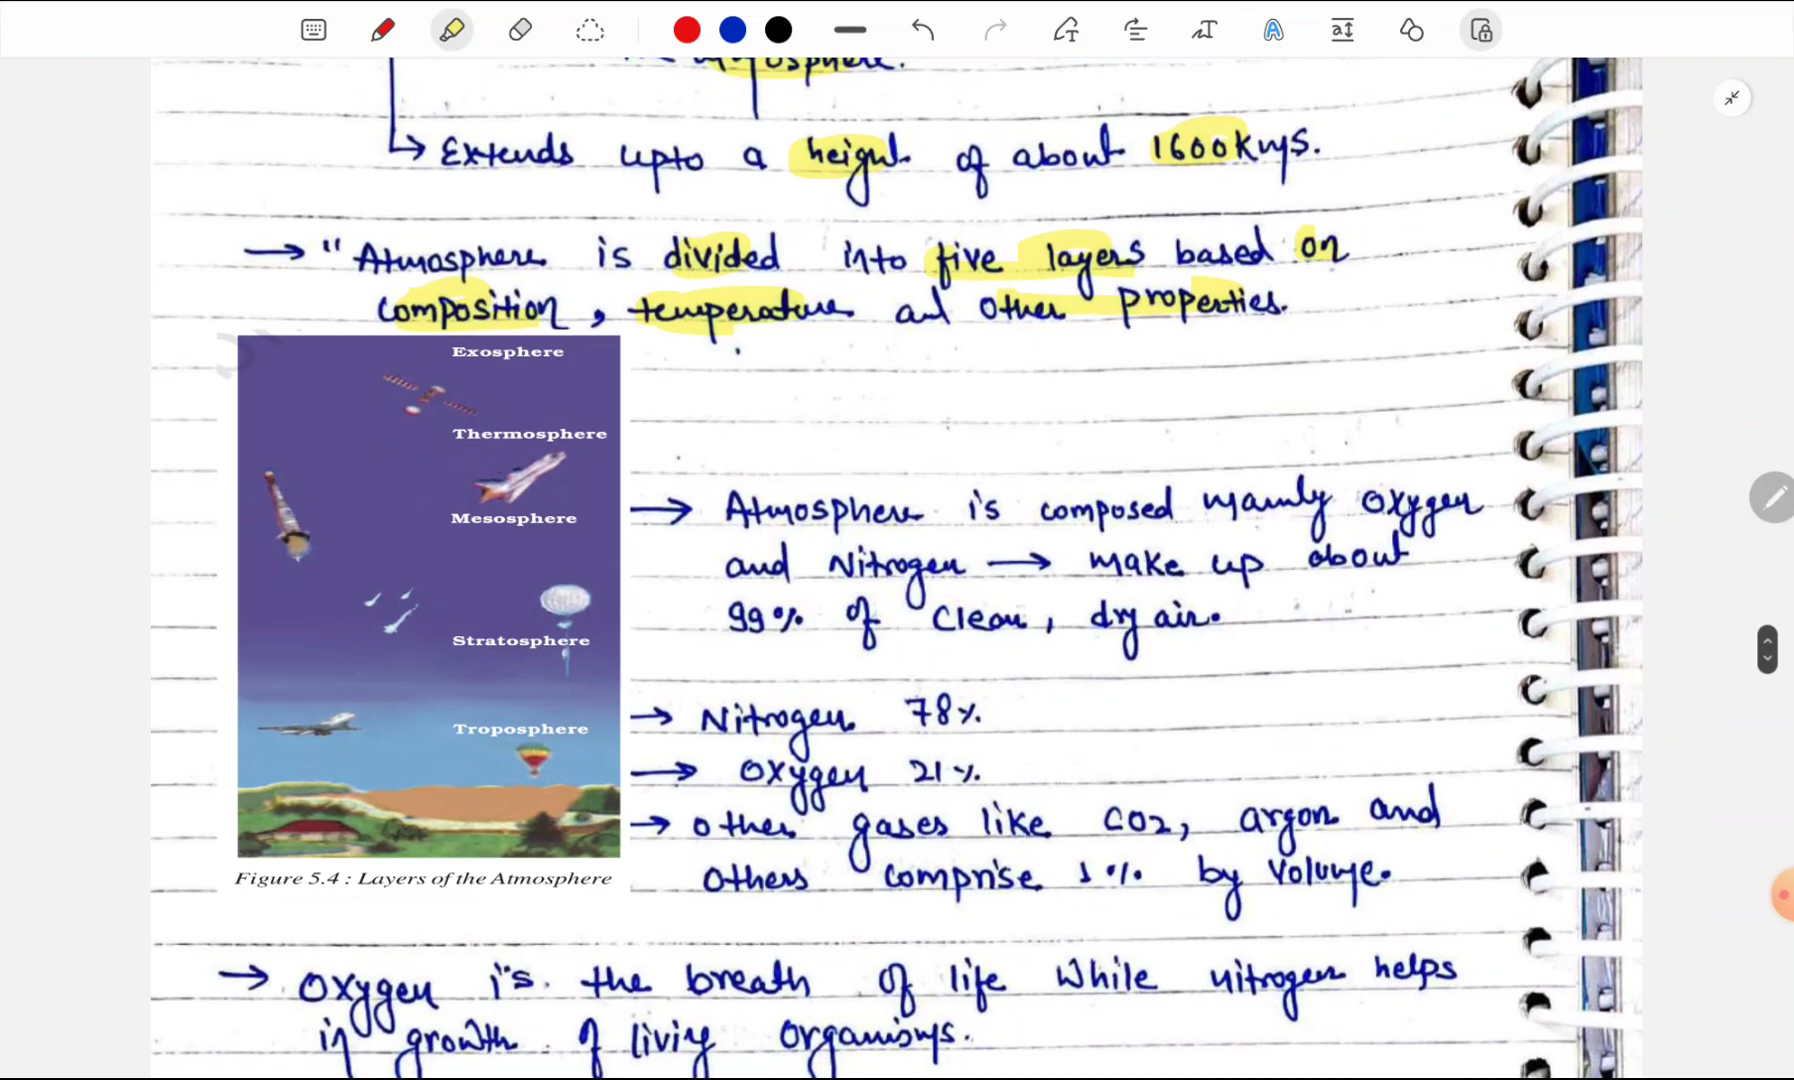 atmosphere.
↳ Extends upto a height of about 1600kms.
→ "Atmosphere is divided into five layers based on
composition, temperature and other properties.
Exosphere
Thermosphere
Mesosphere
Stratosphere
Troposphere
Figure 5.4 : Layers of the Atmosphere
→ Atmosphere is composed mainly oxygen
and Nitrogen → make up about
99% of clean, dry air.
→ Nitrogen 78%.
→ Oxygen 21%.
→ other gases like CO2, argon and
others comprise 1% by volume.
→ Oxygen is the breath of life while nitrogen helps
in growth of living organisms.